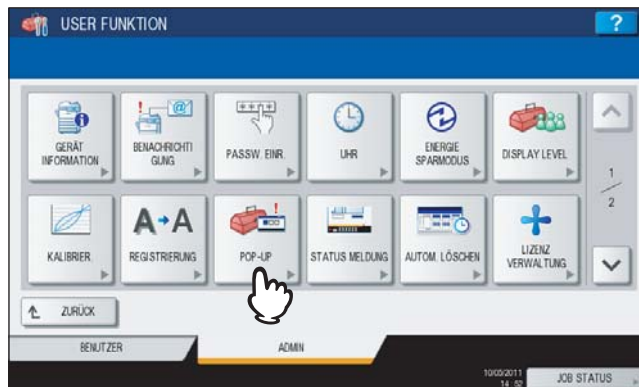 USER FUNKTION
?
GERÄT
INFORMATION
BENACHRICHTI
GUNG
PASSW. EINR.
UHR
ENERGIE
SPARMODUS
DISPLAY LEVEL
1
2
KALIBRIER.
A→A
REGISTRIERUNG
POP-UP
STATUS MELDUNG
AUTOM. LÖSCHEN
LIZENZ
VERWALTUNG
ZURÜCK
BENUTZER
ADMIN
10/05/2011
14:52
JOB STATUS